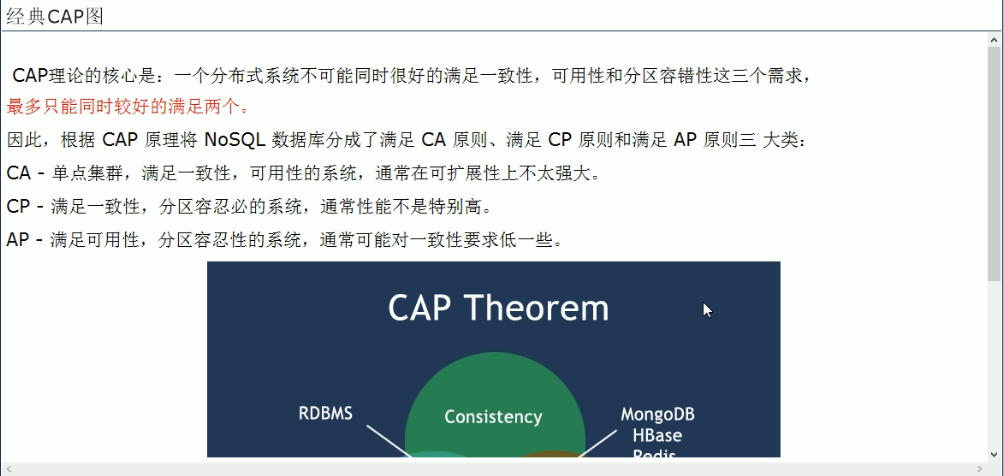 经典CAP图
CAP理论的核心是：一个分布式系统不可能同时很好的满足一致性，可用性和分区容错性这三个需求，
最多只能同时较好的满足两个。
因此，根据 CAP 原理将 NoSQL 数据库分成了满足 CA 原则、满足 CP 原则和满足 AP 原则三 大类：
CA - 单点集群，满足一致性，可用性的系统，通常在可扩展性上不太强大。
CP - 满足一致性，分区容忍必的系统，通常性能不是特别高。
AP - 满足可用性，分区容忍性的系统，通常可能对一致性要求低一些。
CAP Theorem
RDBMS
Consistency
MongoDB
HBase
Redis